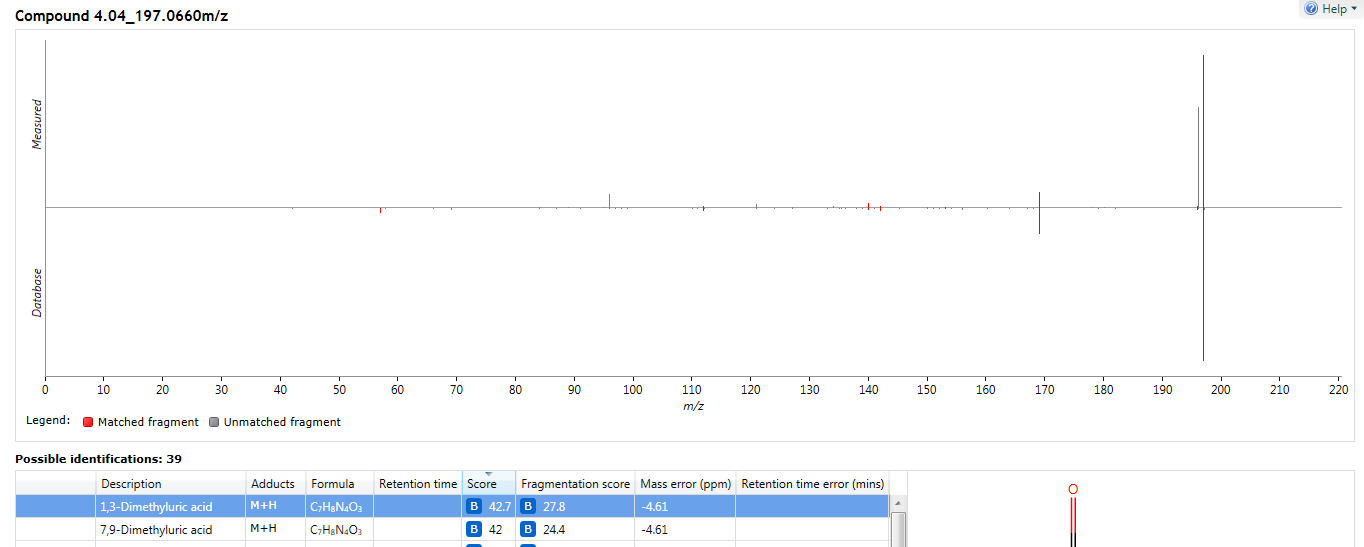 Compound 4.04_197.0660m/z
Help
Measured
Database
0 10 20 30 40 50 60 70 80 90 100 110 120 130 140 150 160 170 180 190 200 210 220
m/z
Legend: Matched fragment Unmatched fragment
Possible identifications: 39
Description Adducts Formula Retention time Score Fragmentation score Mass error (ppm) Retention time error (mins)
1,3-Dimethyluric acid M+H C₇H₈N₄O₃ B 42.7 B 27.8 -4.61
7,9-Dimethyluric acid M+H C₇H₈N₄O₃ B 42 B 24.4 -4.61
O